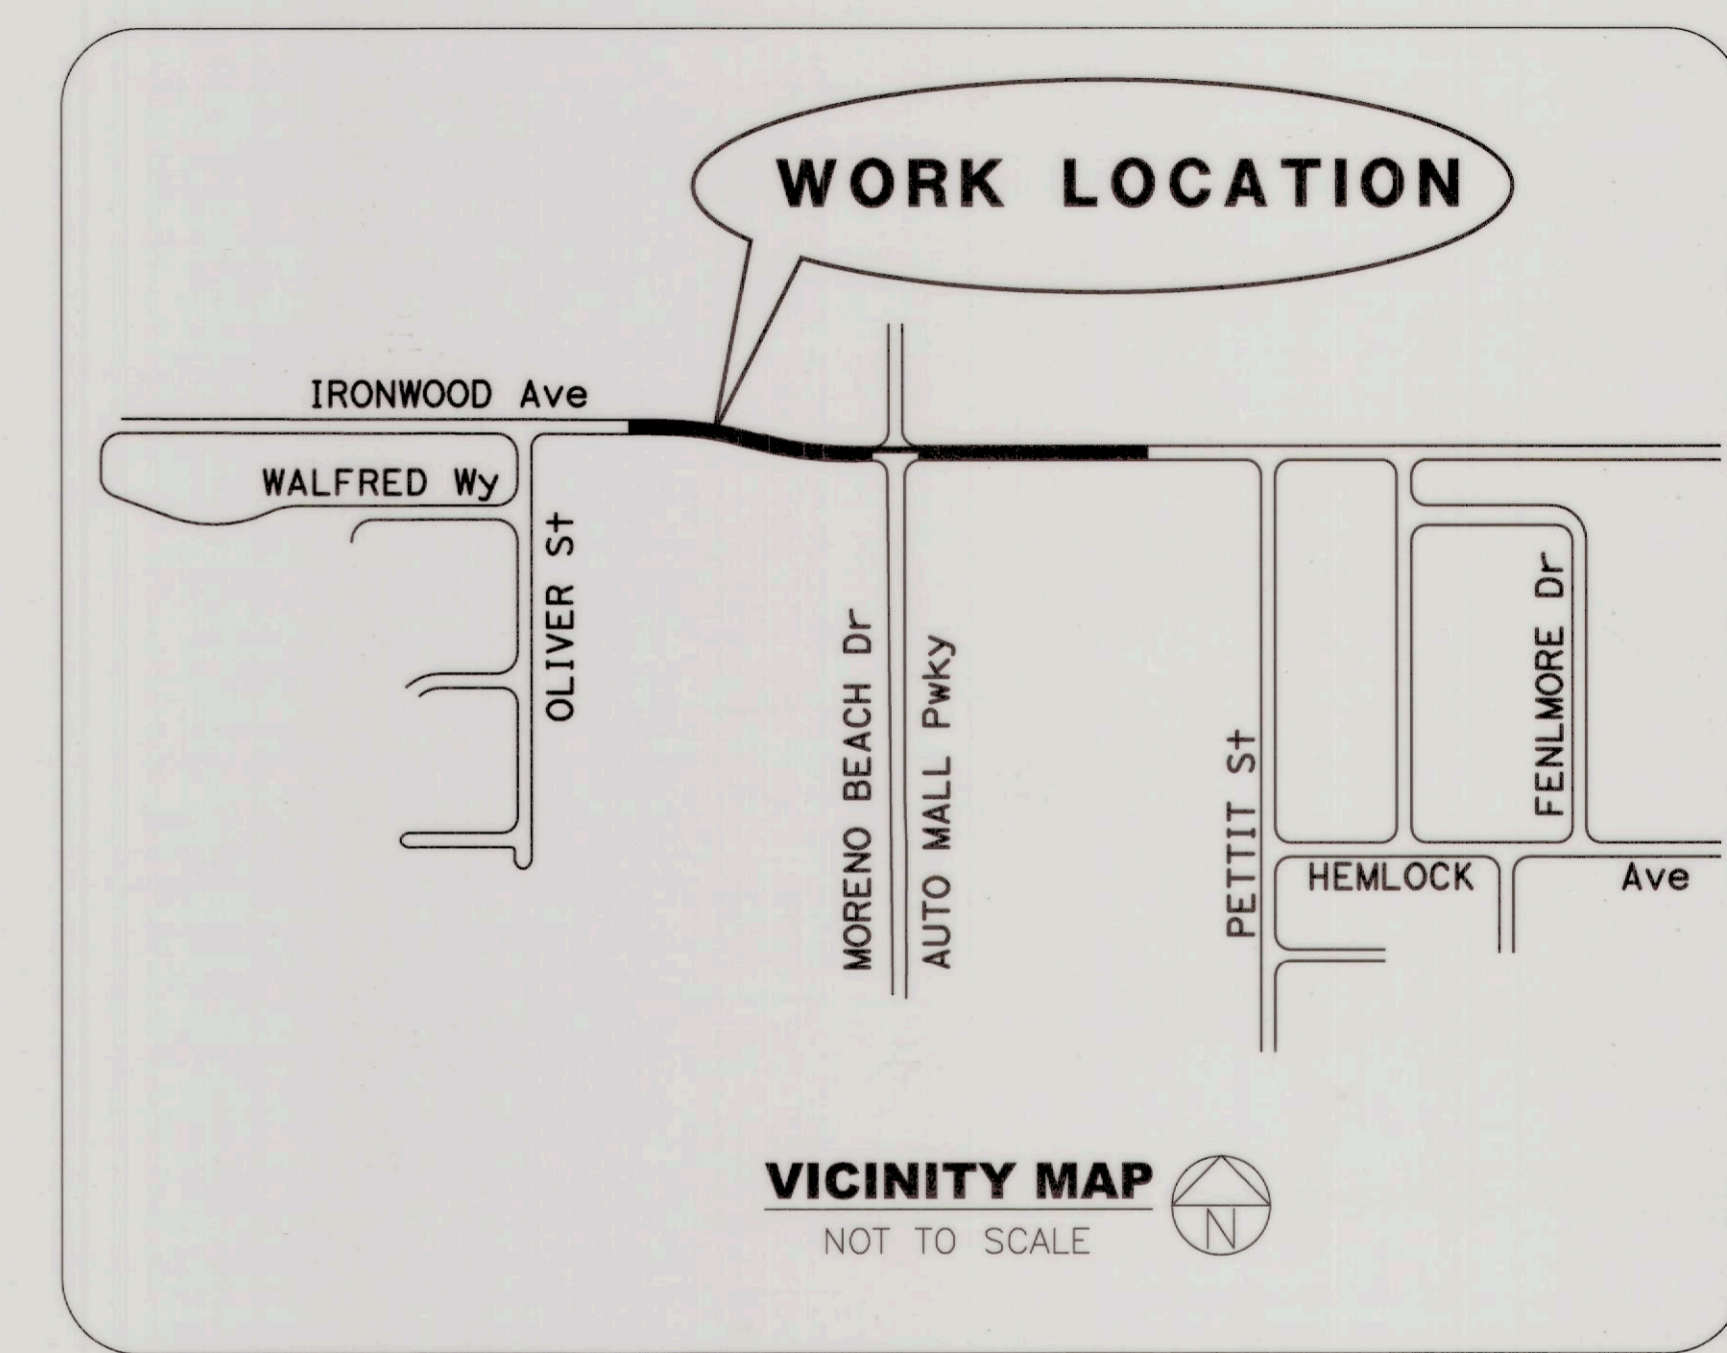 WORK LOCATION
IRONWOOD Ave
WALFRED Wy
OLIVER St
MORENO BEACH Dr
AUTO MALL Pwky
PETTIT St
FENLMORE Dr
HEMLOCK Ave
VICINITY MAP
NOT TO SCALE
N